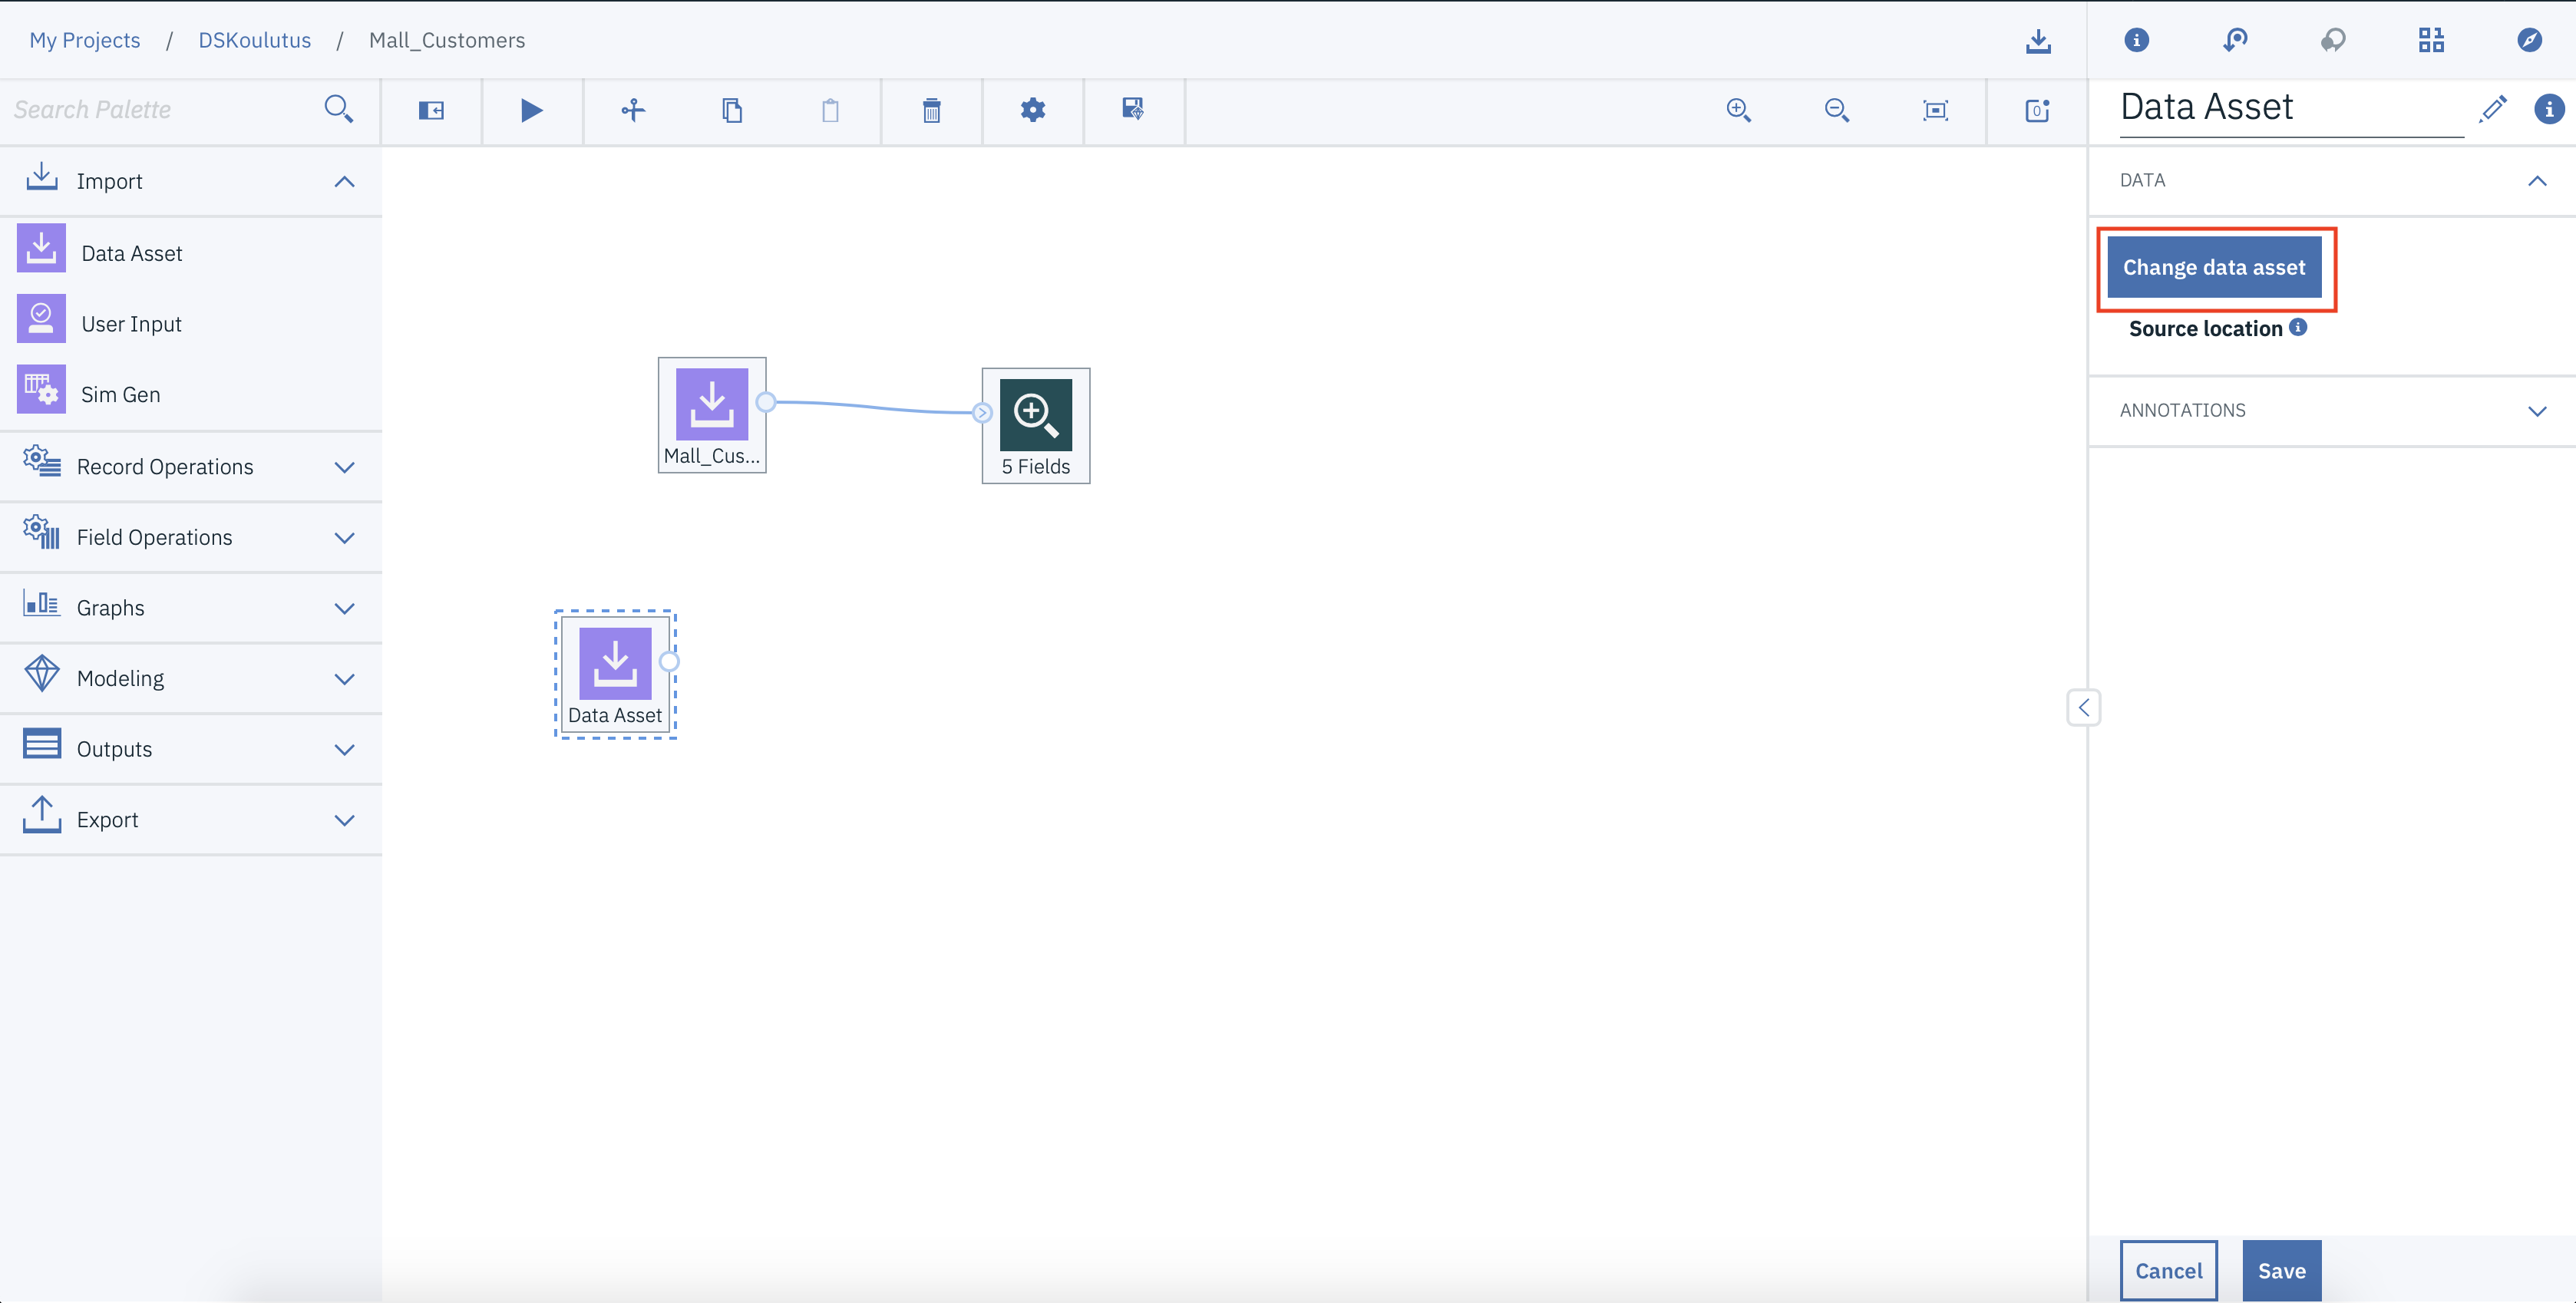 My Projects / DSKoulutus / Mall_Customers
Search Palette
Import
Data Asset
User Input
Sim Gen
Record Operations
Field Operations
Graphs
Modeling
Outputs
Export
Mall_Cus...
5 Fields
Data Asset
0
Data Asset
DATA
Change data asset
Source location
ANNOTATIONS
Cancel
Save